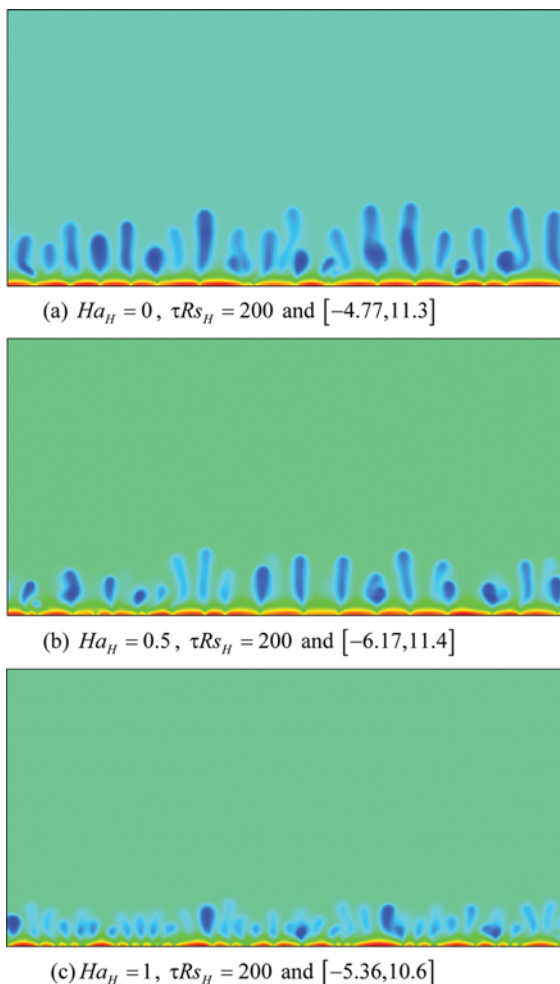 (a) Ha_H = 0, τRs_H = 200 and [−4.77,11.3]
(b) Ha_H = 0.5, τRs_H = 200 and [−6.17,11.4]
(c) Ha_H = 1, τRs_H = 200 and [−5.36,10.6]